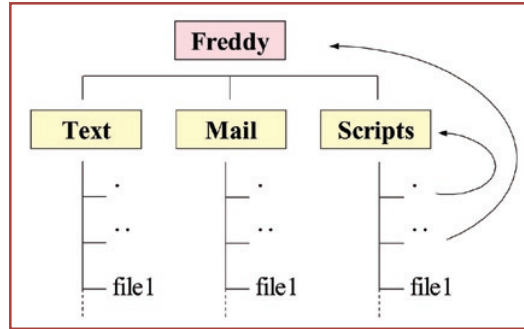 Freddy
Text Mail Scripts
. . .
.. .. ..
file1 file1 file1